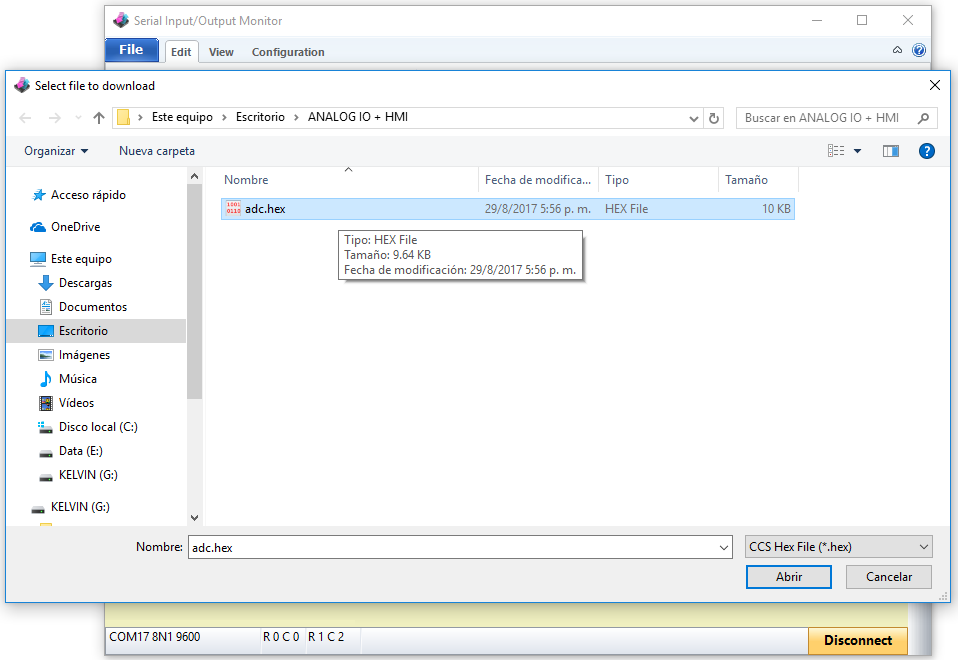 Serial Input/Output Monitor
File Edit View Configuration
Select file to download
Este equipo Escritorio ANALOG IO + HMI
Buscar en ANALOG IO + HMI
Organizar Nueva carpeta
Nombre Fecha de modifica... Tipo Tamaño
adc.hex 29/8/2017 5:56 p. m. HEX File 10 KB
Tipo: HEX File
Tamaño: 9.64 KB
Fecha de modificación: 29/8/2017 5:56 p. m.
Acceso rápido
OneDrive
Este equipo
Descargas
Documentos
Escritorio
Imágenes
Música
Vídeos
Disco local (C:)
Data (E:)
KELVIN (G:)
KELVIN (G:)
Nombre: adc.hex CCS Hex File (*.hex)
Abrir Cancelar
COM17 8N1 9600 R 0 C 0 R 1 C 2 Disconnect